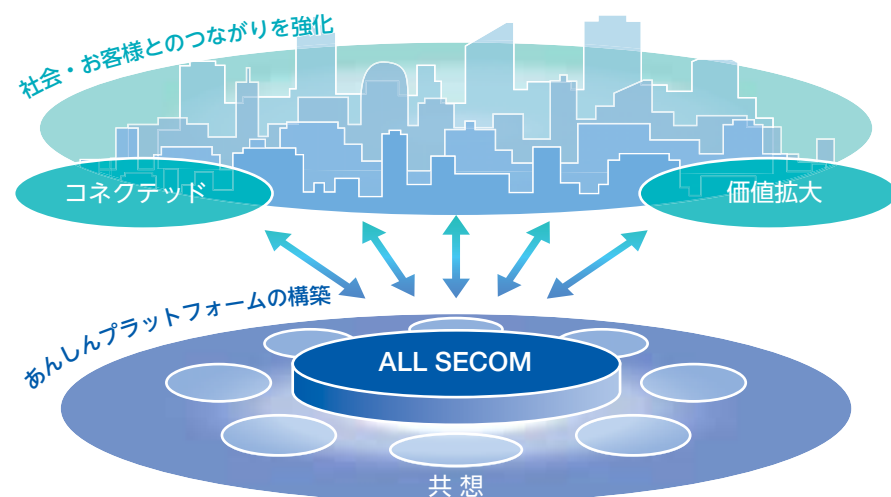 社会・お客様とのつながりを強化
コネクテッド
価値拡大
あんしんプラットフォームの構築
ALL SECOM
共想